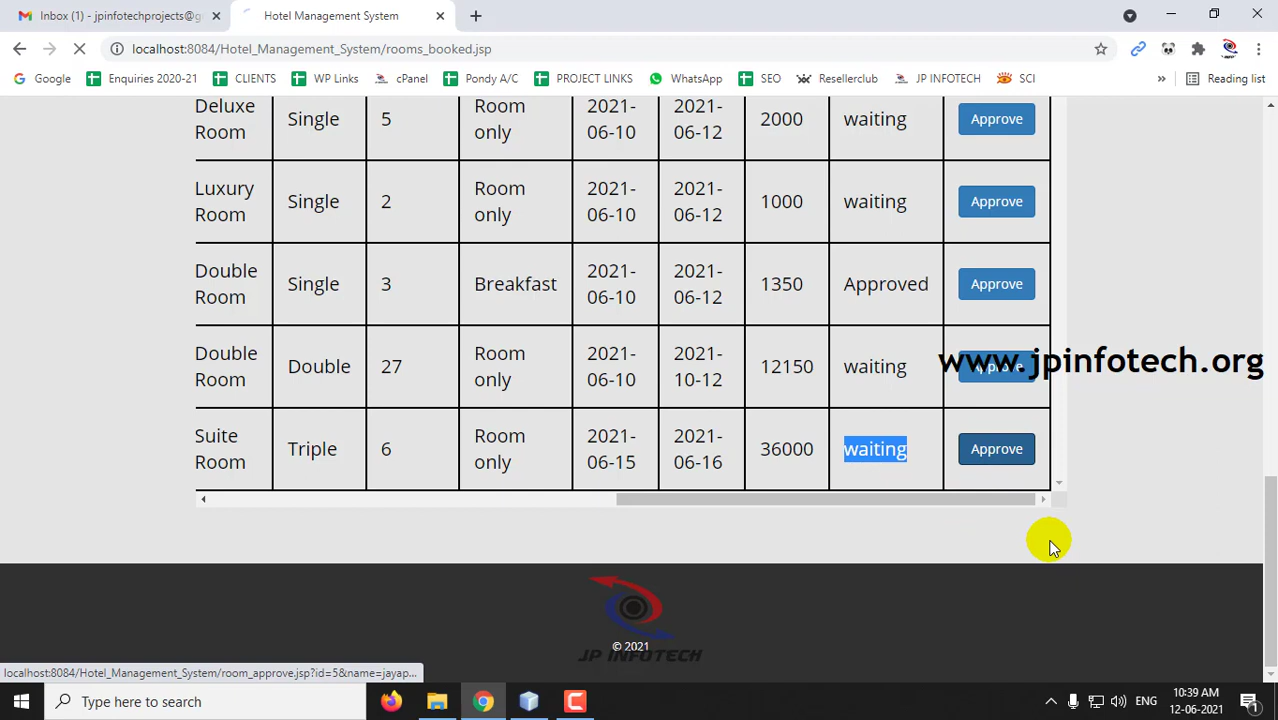 Inbox (1) - jpinfotechprojects@g
Hotel Management System
localhost:8084/Hotel_Management_System/rooms_booked.jsp
Google
Enquiries 2020-21
CLIENTS
WP Links
cPanel
Pondy A/C
PROJECT LINKS
WhatsApp
SEO
Resellerclub
JP INFOTECH
SCI
»
Reading list
Deluxe Room Single 5 Room only 2021-06-10 2021-06-12 2000 waiting Approve
Luxury Room Single 2 Room only 2021-06-10 2021-06-12 1000 waiting Approve
Double Room Single 3 Breakfast 2021-06-10 2021-06-12 1350 Approved Approve
Double Room Double 27 Room only 2021-06-10 2021-10-12 12150 waiting Approve
www.jpinfotech.org
Suite Room Triple 6 Room only 2021-06-15 2021-06-16 36000 waiting Approve
© 2021
JP INFOTECH
localhost:8084/Hotel_Management_System/room_approve.jsp?id=5&name=jayap...
Type here to search
ENG
10:39 AM
12-06-2021
1